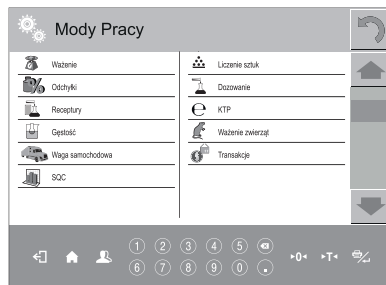 Mody Pracy
Ważenie
Liczenie sztuk
Odchyłki
Dozowanie
Receptury
KTP
Gęstość
Ważenie zwierząt
Waga samochodowa
Transakcje
SQC
1 2 3 4 5
6 7 8 9 0 .
▸0◂ ▸T◂